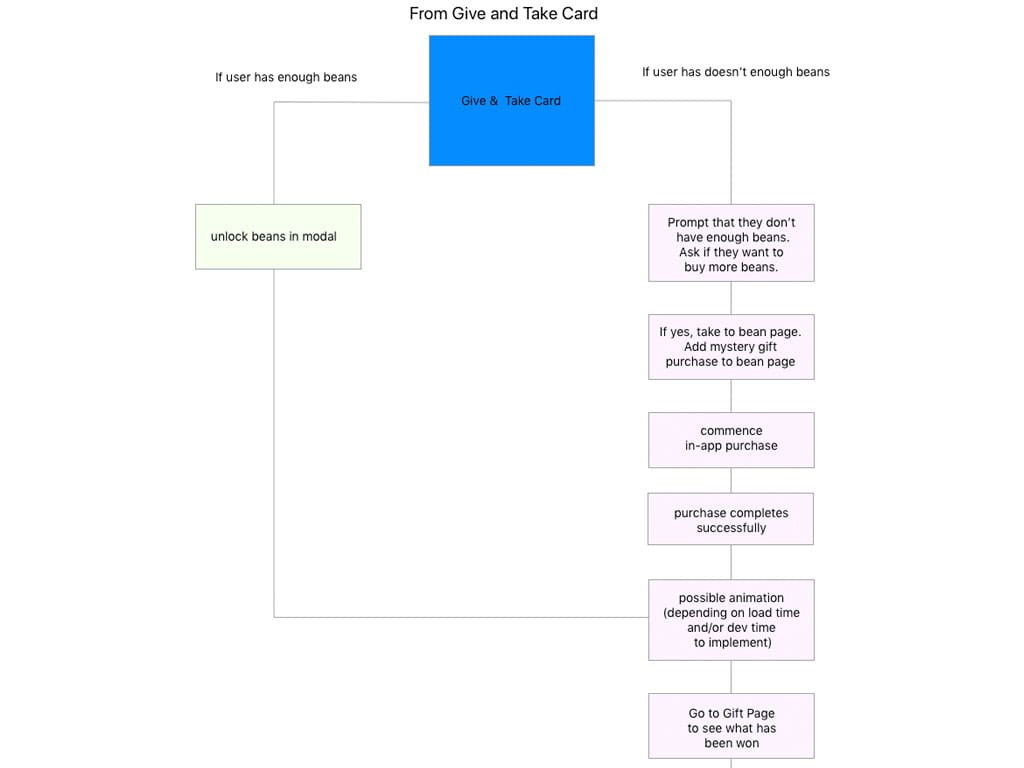 From Give and Take Card
If user has enough beans
If user has doesn’t enough beans
Give &  Take Card
unlock beans in modal
Prompt that they don’t
have enough beans.
Ask if they want to
buy more beans.
If yes, take to bean page.
Add mystery gift
purchase to bean page
commence
in-app purchase
purchase completes
successfully
possible animation
(depending on load time
and/or dev time
to implement)
Go to Gift Page
to see what has
been won